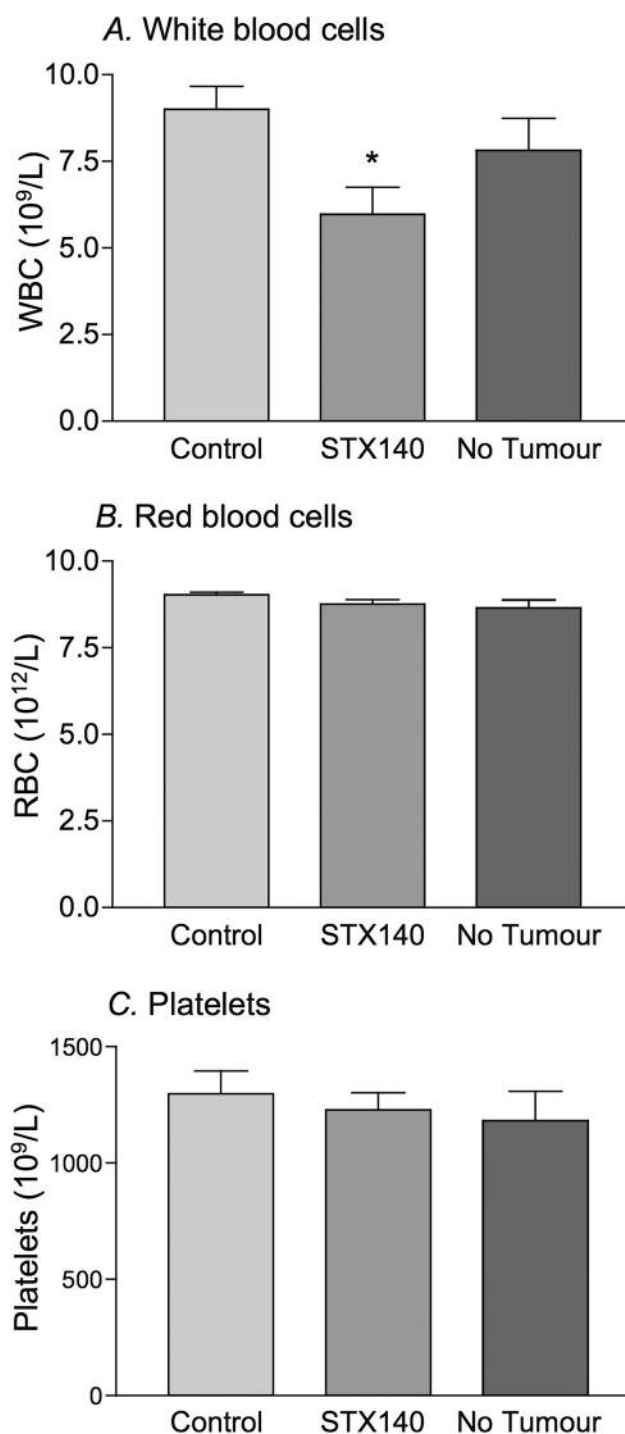 A. White blood cells
10.0
7.5
5.0
2.5
0.0
WBC (10⁹/L)
*
Control STX140 No Tumour
B. Red blood cells
10.0
7.5
5.0
2.5
0.0
RBC (10¹²/L)
Control STX140 No Tumour
C. Platelets
1500
1000
500
0
Platelets (10⁹/L)
Control STX140 No Tumour